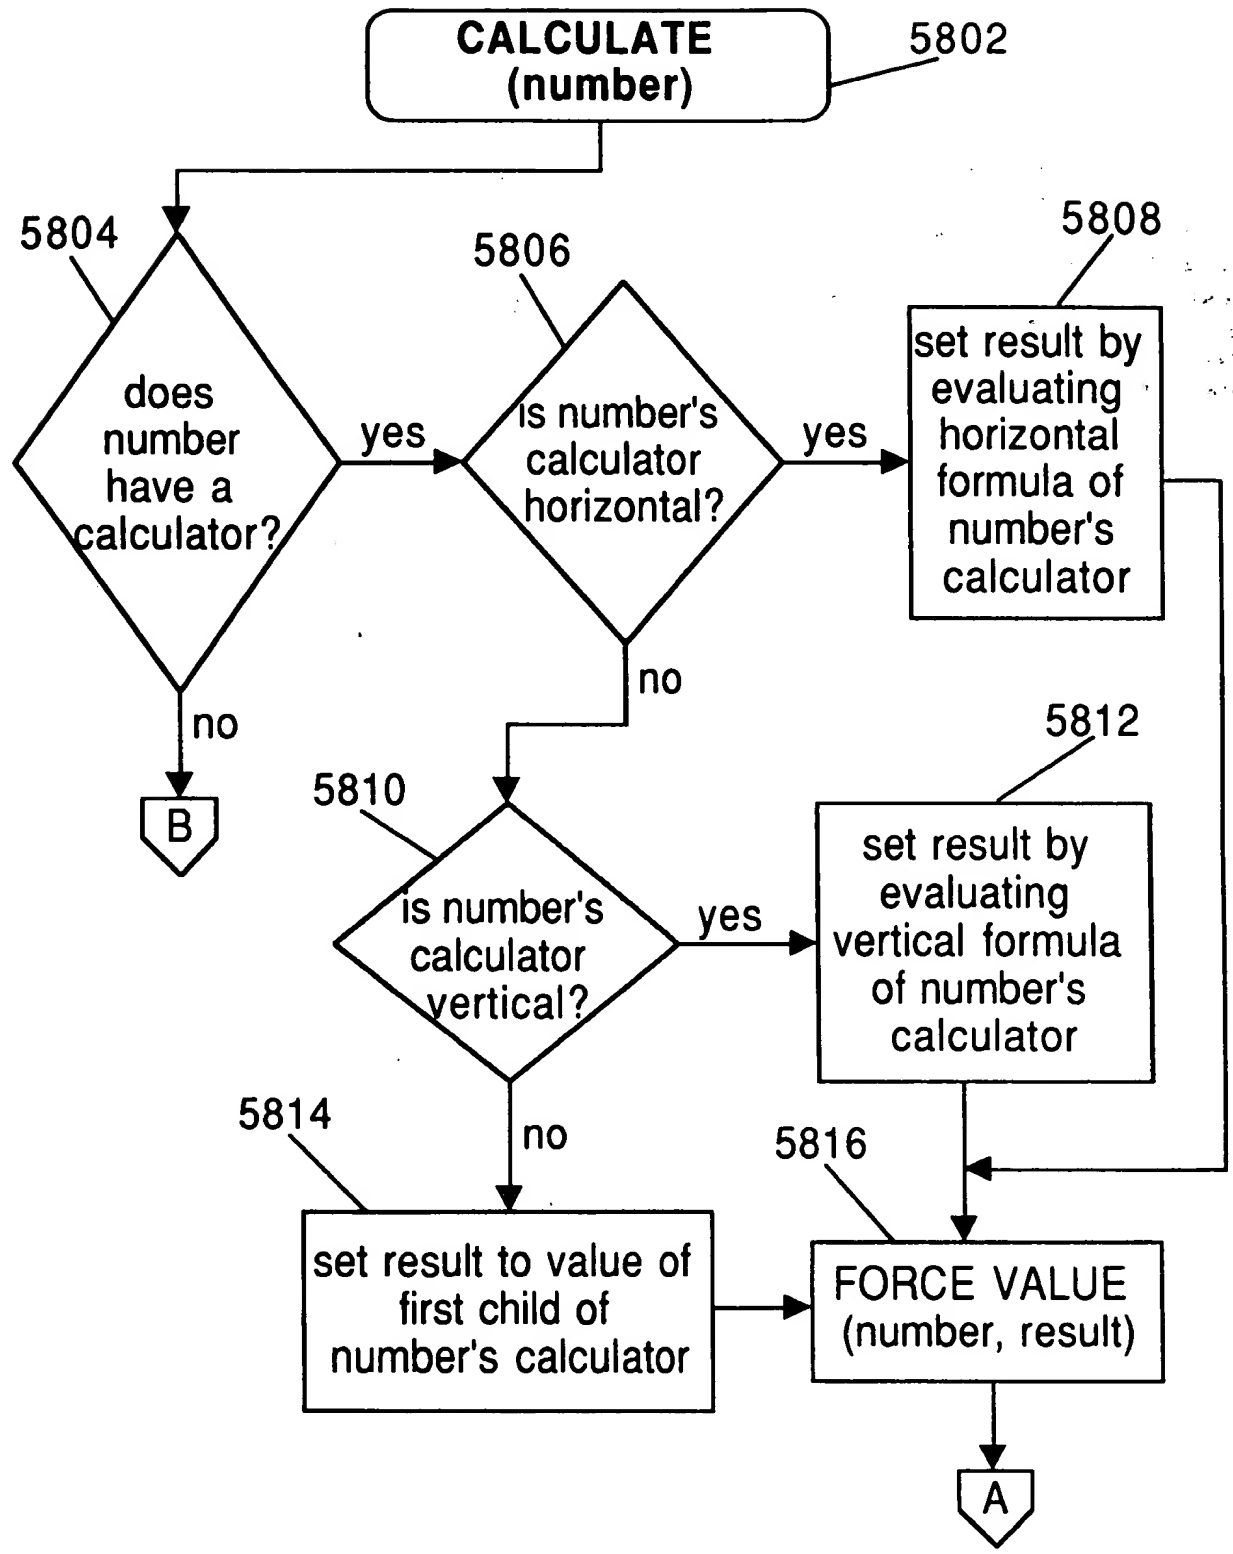 CALCULATE
(number)
5802
5804
does
number
have a
calculator?
yes
no
B
5806
is number's
calculator
horizontal?
yes
no
5808
set result by
evaluating
horizontal
formula of
number's
calculator
5810
is number's
calculator
vertical?
yes
no
5812
set result by
evaluating
vertical formula
of number's
calculator
5814
set result to value of
first child of
number's calculator
5816
FORCE VALUE
(number, result)
A